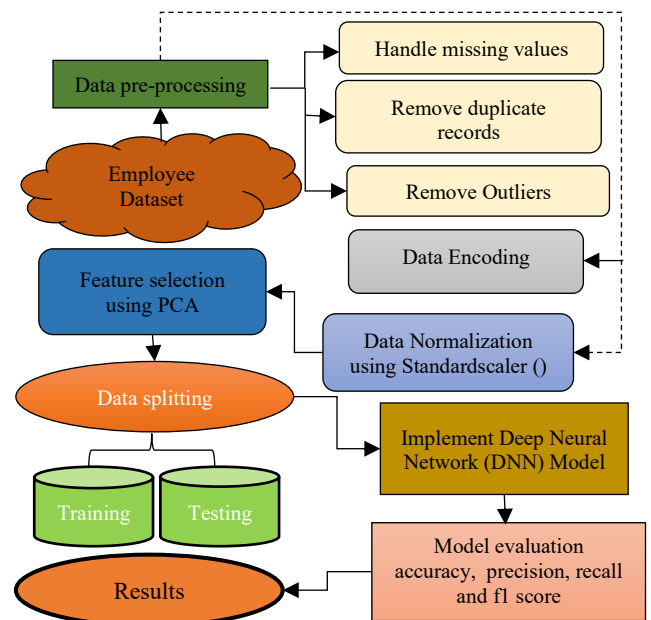 Handle missing values
Data pre-processing
Remove duplicate
records
Employee
Dataset
Remove Outliers
Data Encoding
Feature selection
using PCA
Data Normalization
using Standardscaler ()
Data splitting
Implement Deep Neural
Network (DNN) Model
Training
Testing
Model evaluation
accuracy, precision, recall
and f1 score
Results